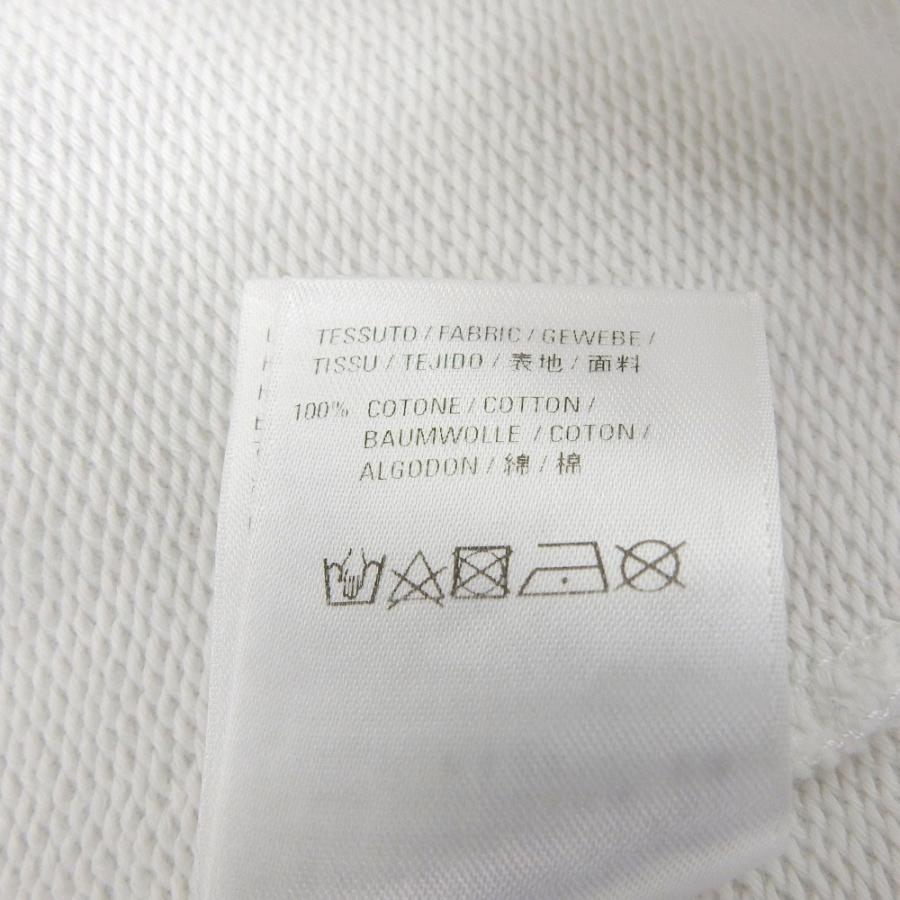 TESSUTO / FABRIC / GEWEBE /
TISSU / TEJIDO / 表地 / 面料
100% COTONE / COTTON /
BAUMWOLLE / COTON /
ALGODON / 綿 / 棉